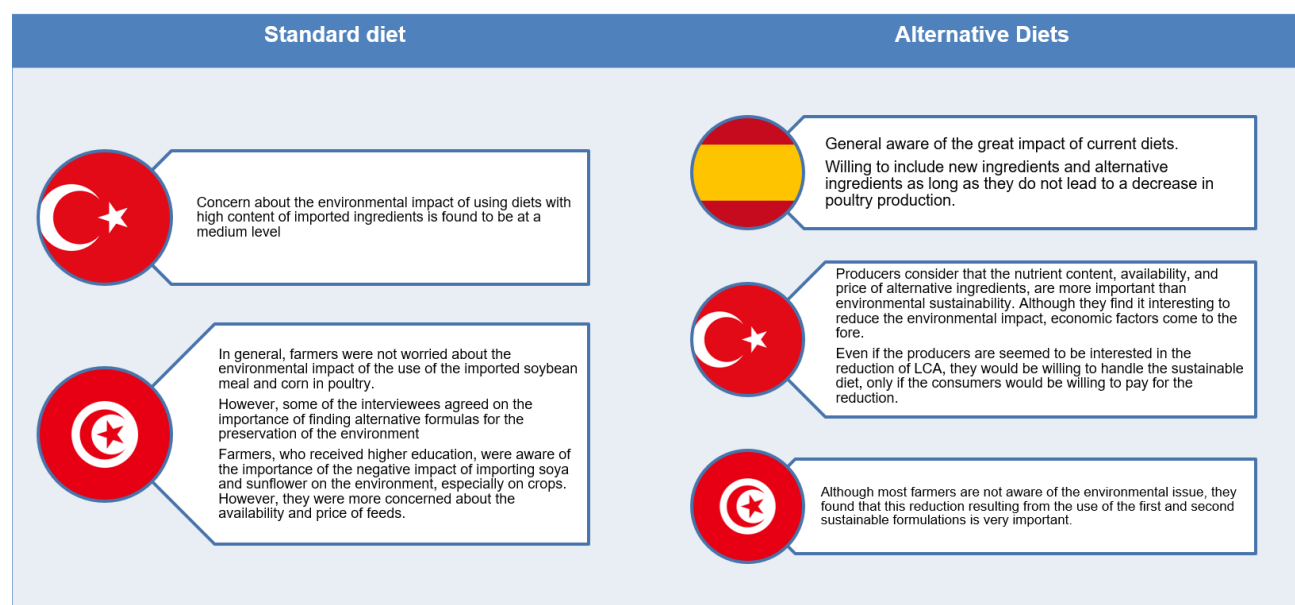 Standard diet
Concern about the environmental impact of using diets with
high content of imported ingredients is found to be at a
medium level
In general, farmers were not worried about the
environmental impact of the use of the imported soybean
meal and corn in poultry.
However, some of the interviewees agreed on the
importance of finding alternative formulas for the
preservation of the environment
Farmers, who received higher education, were aware of
the importance of the negative impact of importing soya
and sunflower on the environment, especially on crops.
However, they were more concerned about the
availability and price of feeds.
Alternative Diets
General aware of the great impact of current diets.
Willing to include new ingredients and alternative
ingredients as long as they do not lead to a decrease in
poultry production.
Producers consider that the nutrient content, availability, and
price of alternative ingredients, are more important than
environmental sustainability. Although they find it interesting to
reduce the environmental impact, economic factors come to the
fore.
Even if the producers are seemed to be interested in the
reduction of LCA, they would be willing to handle the sustainable
diet, only if the consumers would be willing to pay for the
reduction.
Although most farmers are not aware of the environmental issue, they
found that this reduction resulting from the use of the first and second
sustainable formulations is very important.